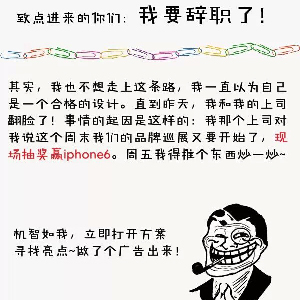 致点进来的你们：我要辞职了！
其实，我也不想走上这条路，我一直以为自己
是一个合格的设计。直到昨天，我和我的上司
翻脸了！事情的起因是这样的：我那个上司对
我说这个周末我们的品牌巡展又要开始了，现
场抽奖赢iphone6。周五我得推个东西炒一炒~
机智如我，立即打开方案
寻找亮点~做了个广告出来！